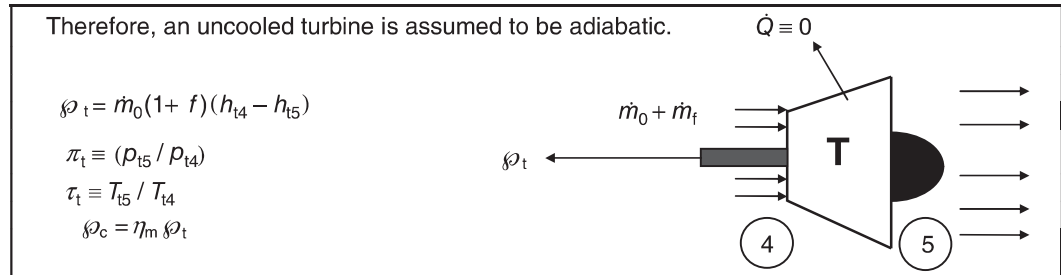 Therefore, an uncooled turbine is assumed to be adiabatic.
Q̇ ≡ 0
℘t = ṁ0(1+ f)(ht4 – ht5)
ṁ0 + ṁf
πt ≡ (pt5 / pt4)
℘t
T
τt ≡ Tt5 / Tt4
℘c = ηm ℘t
4
5